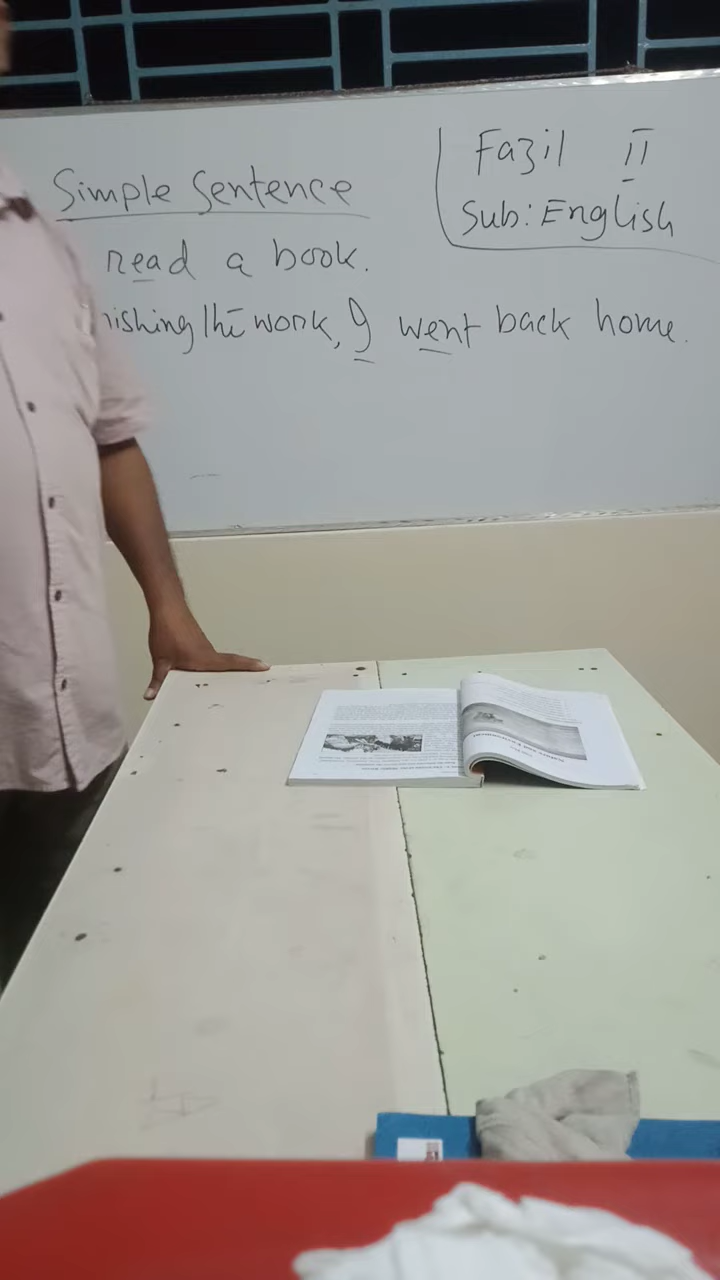 Simple Sentence
read a book.
nishing the work, I went back home.
Fazil II
Sub: English